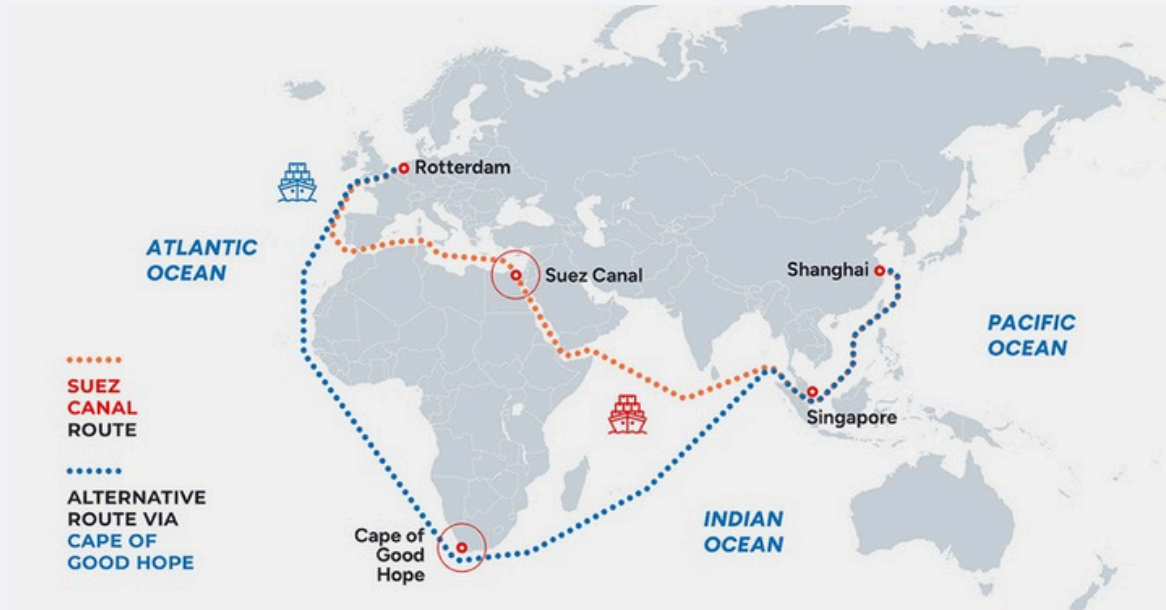 Rotterdam
ATLANTIC
OCEAN
Suez Canal
Shanghai
PACIFIC
OCEAN
SUEZ
CANAL
ROUTE
Singapore
ALTERNATIVE
ROUTE VIA
CAPE OF
GOOD HOPE
Cape of
Good
Hope
INDIAN
OCEAN